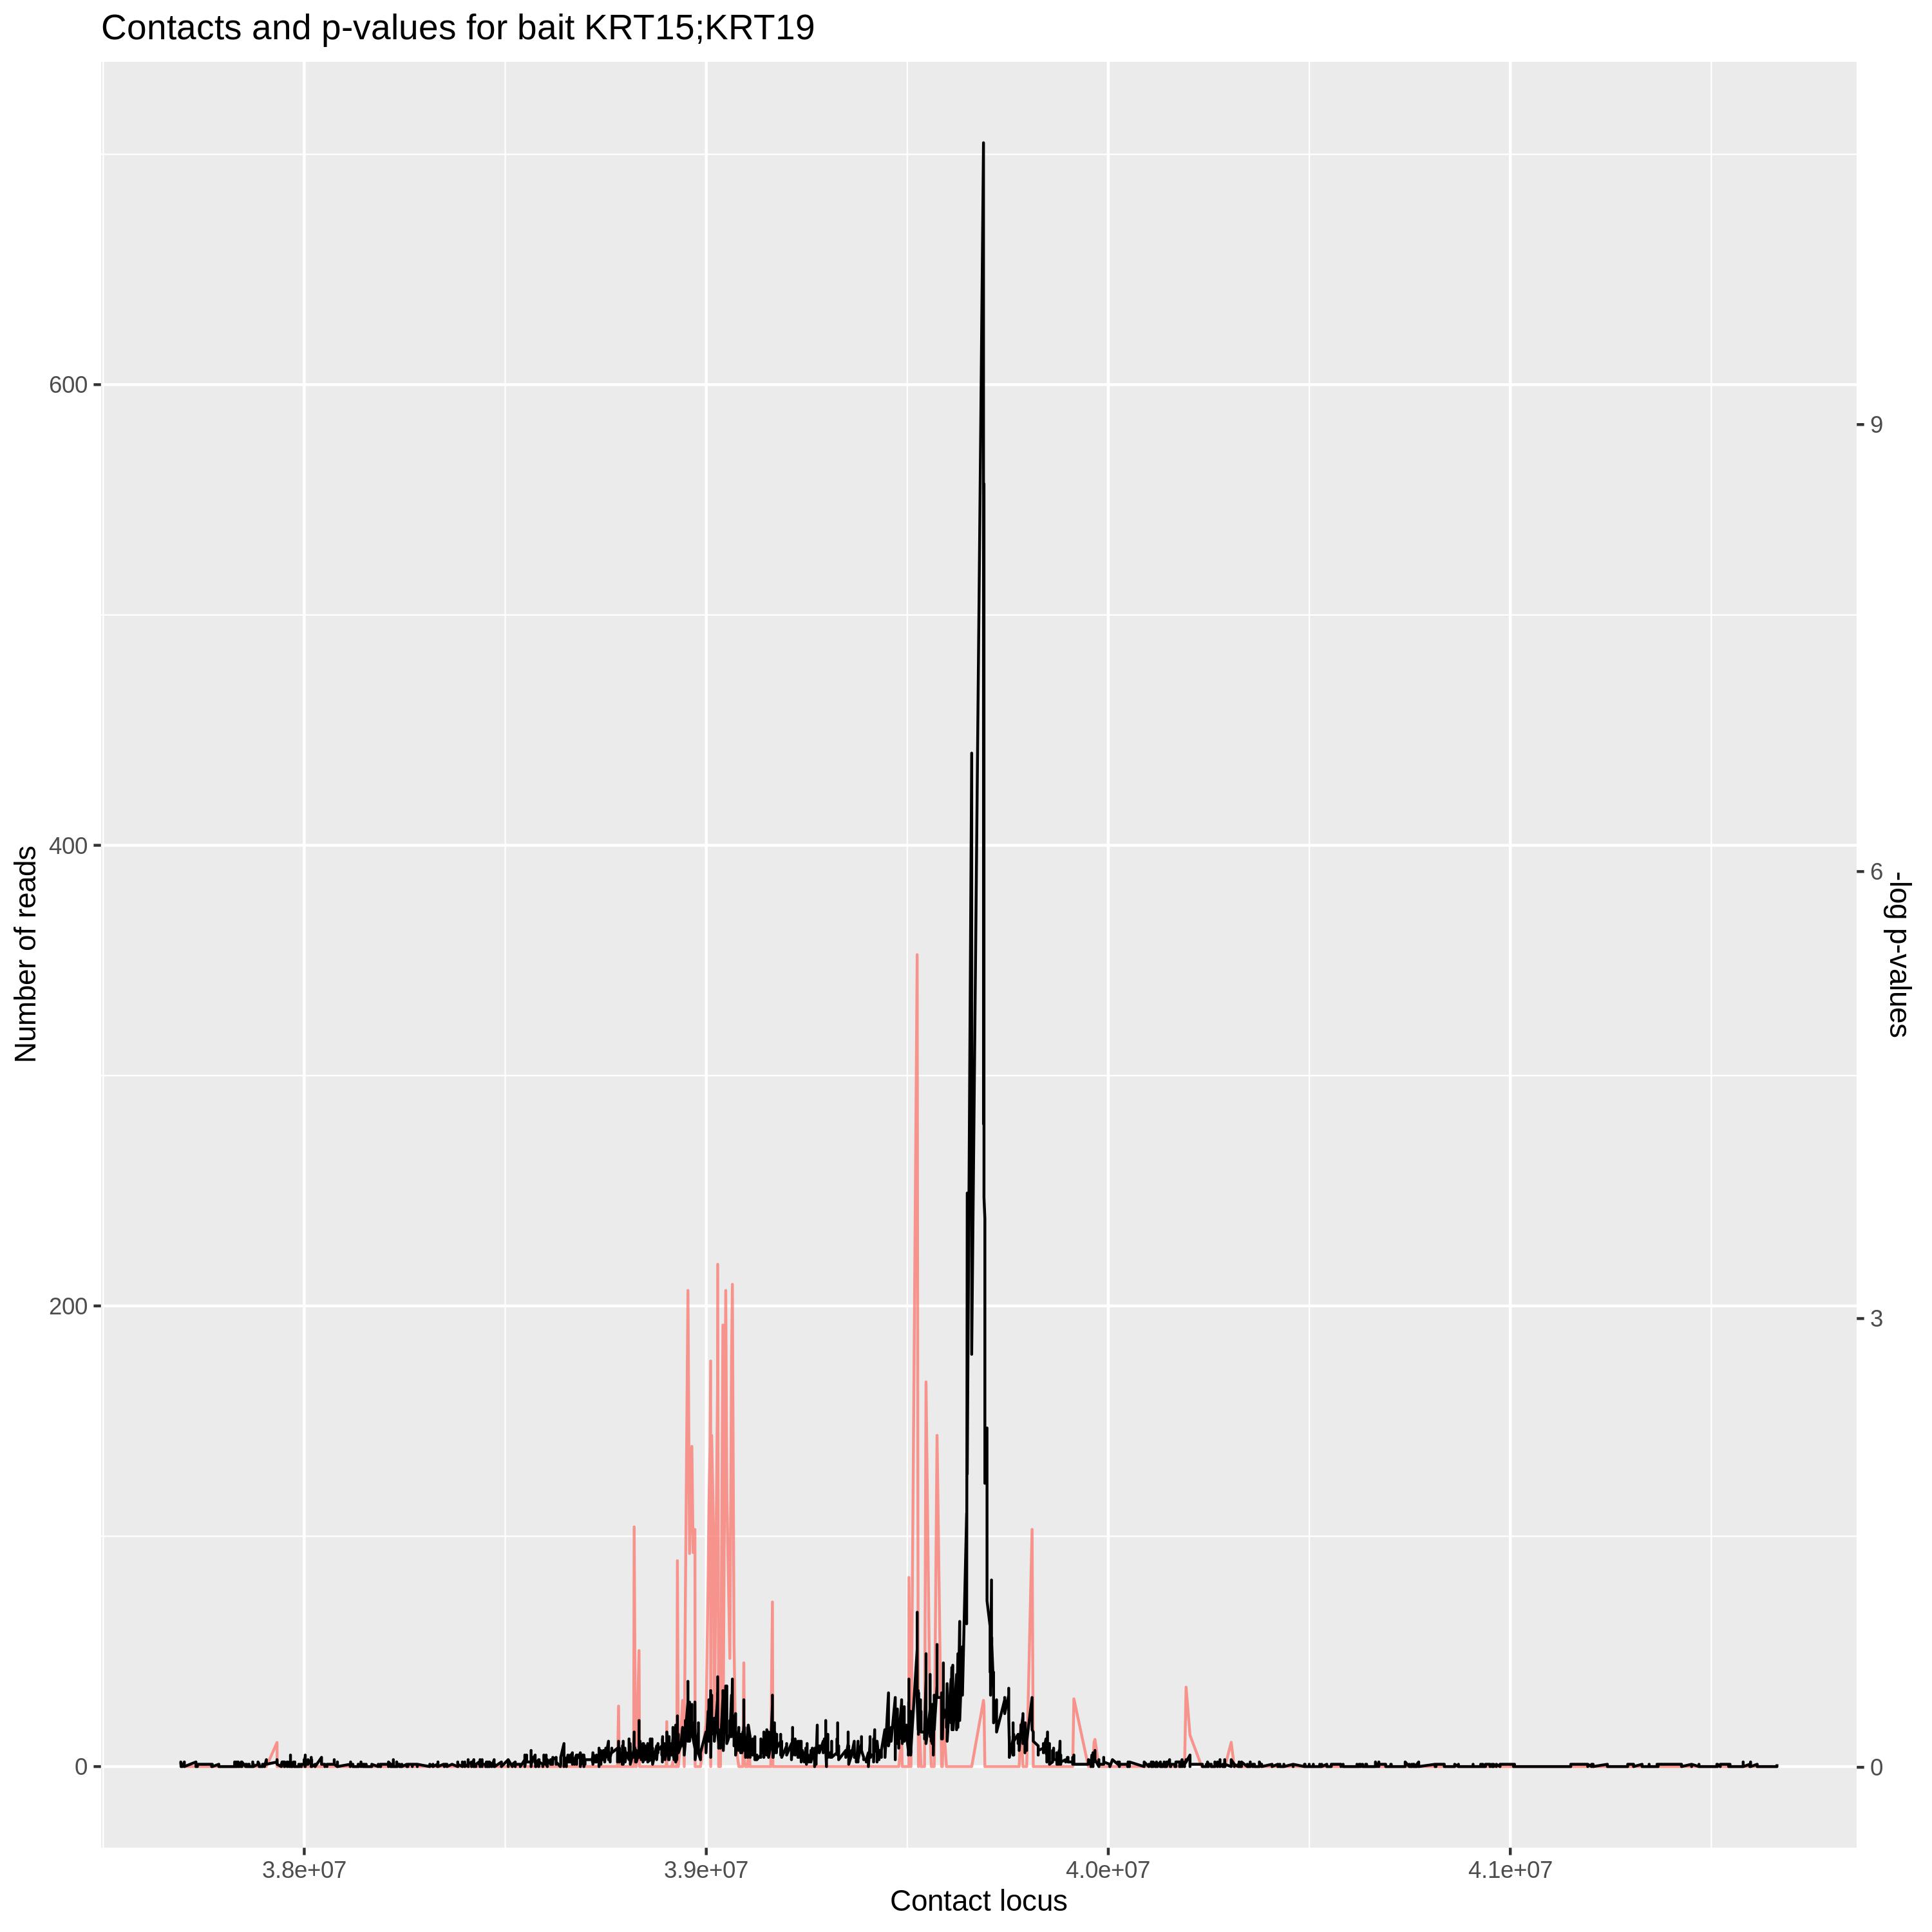 Contacts and p-values for bait KRT15;KRT19
Number of reads
600
400
200
0
9
6
3
0
-log p-values
3.8e+07 3.9e+07 4.0e+07 4.1e+07
Contact locus